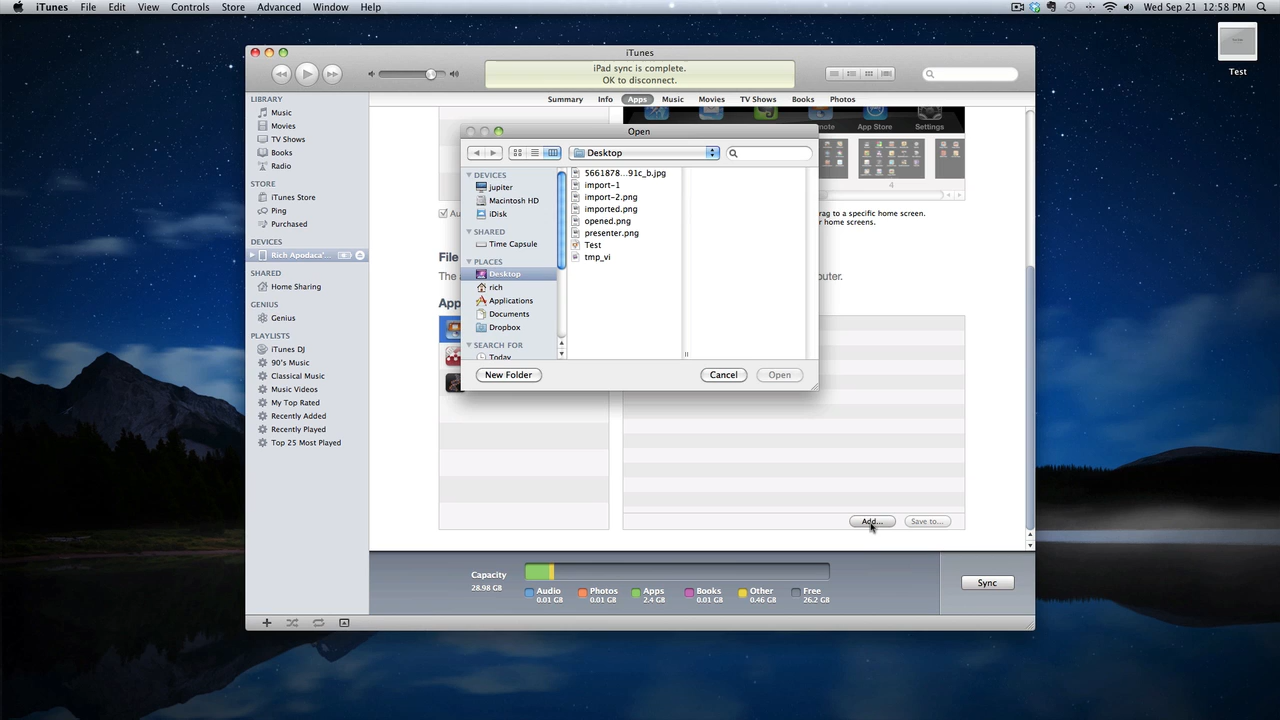 iTunes File Edit View Controls Store Advanced Window Help Wed Sep 21 12:58 PM
Test
iTunes
iPad sync is complete.
OK to disconnect.
LIBRARY
Music
Movies
TV Shows
Books
Radio
STORE
iTunes Store
Ping
Purchased
DEVICES
Rich Apodaca'...
SHARED
Home Sharing
GENIUS
Genius
PLAYLISTS
iTunes DJ
90's Music
Classical Music
Music Videos
My Top Rated
Recently Added
Recently Played
Top 25 Most Played
Summary Info Apps Music Movies TV Shows Books Photos
App Store Settings
4
rag to a specific home screen.
r home screens.
File
The a
puter.
App
Open
Desktop
DEVICES
jupiter
Macintosh HD
iDisk
SHARED
Time Capsule
PLACES
Desktop
rich
Applications
Documents
Dropbox
SEARCH FOR
Today
5661878...91c_b.jpg
import-1
import-2.png
imported.png
opened.png
presenter.png
Test
tmp_vi
New Folder Cancel Open
Add... Save to...
Capacity
28.98 GB
Audio Photos Apps Books Other Free
0.01 GB 0.01 GB 2.4 GB 0.01 GB 0.46 GB 26.2 GB
Sync